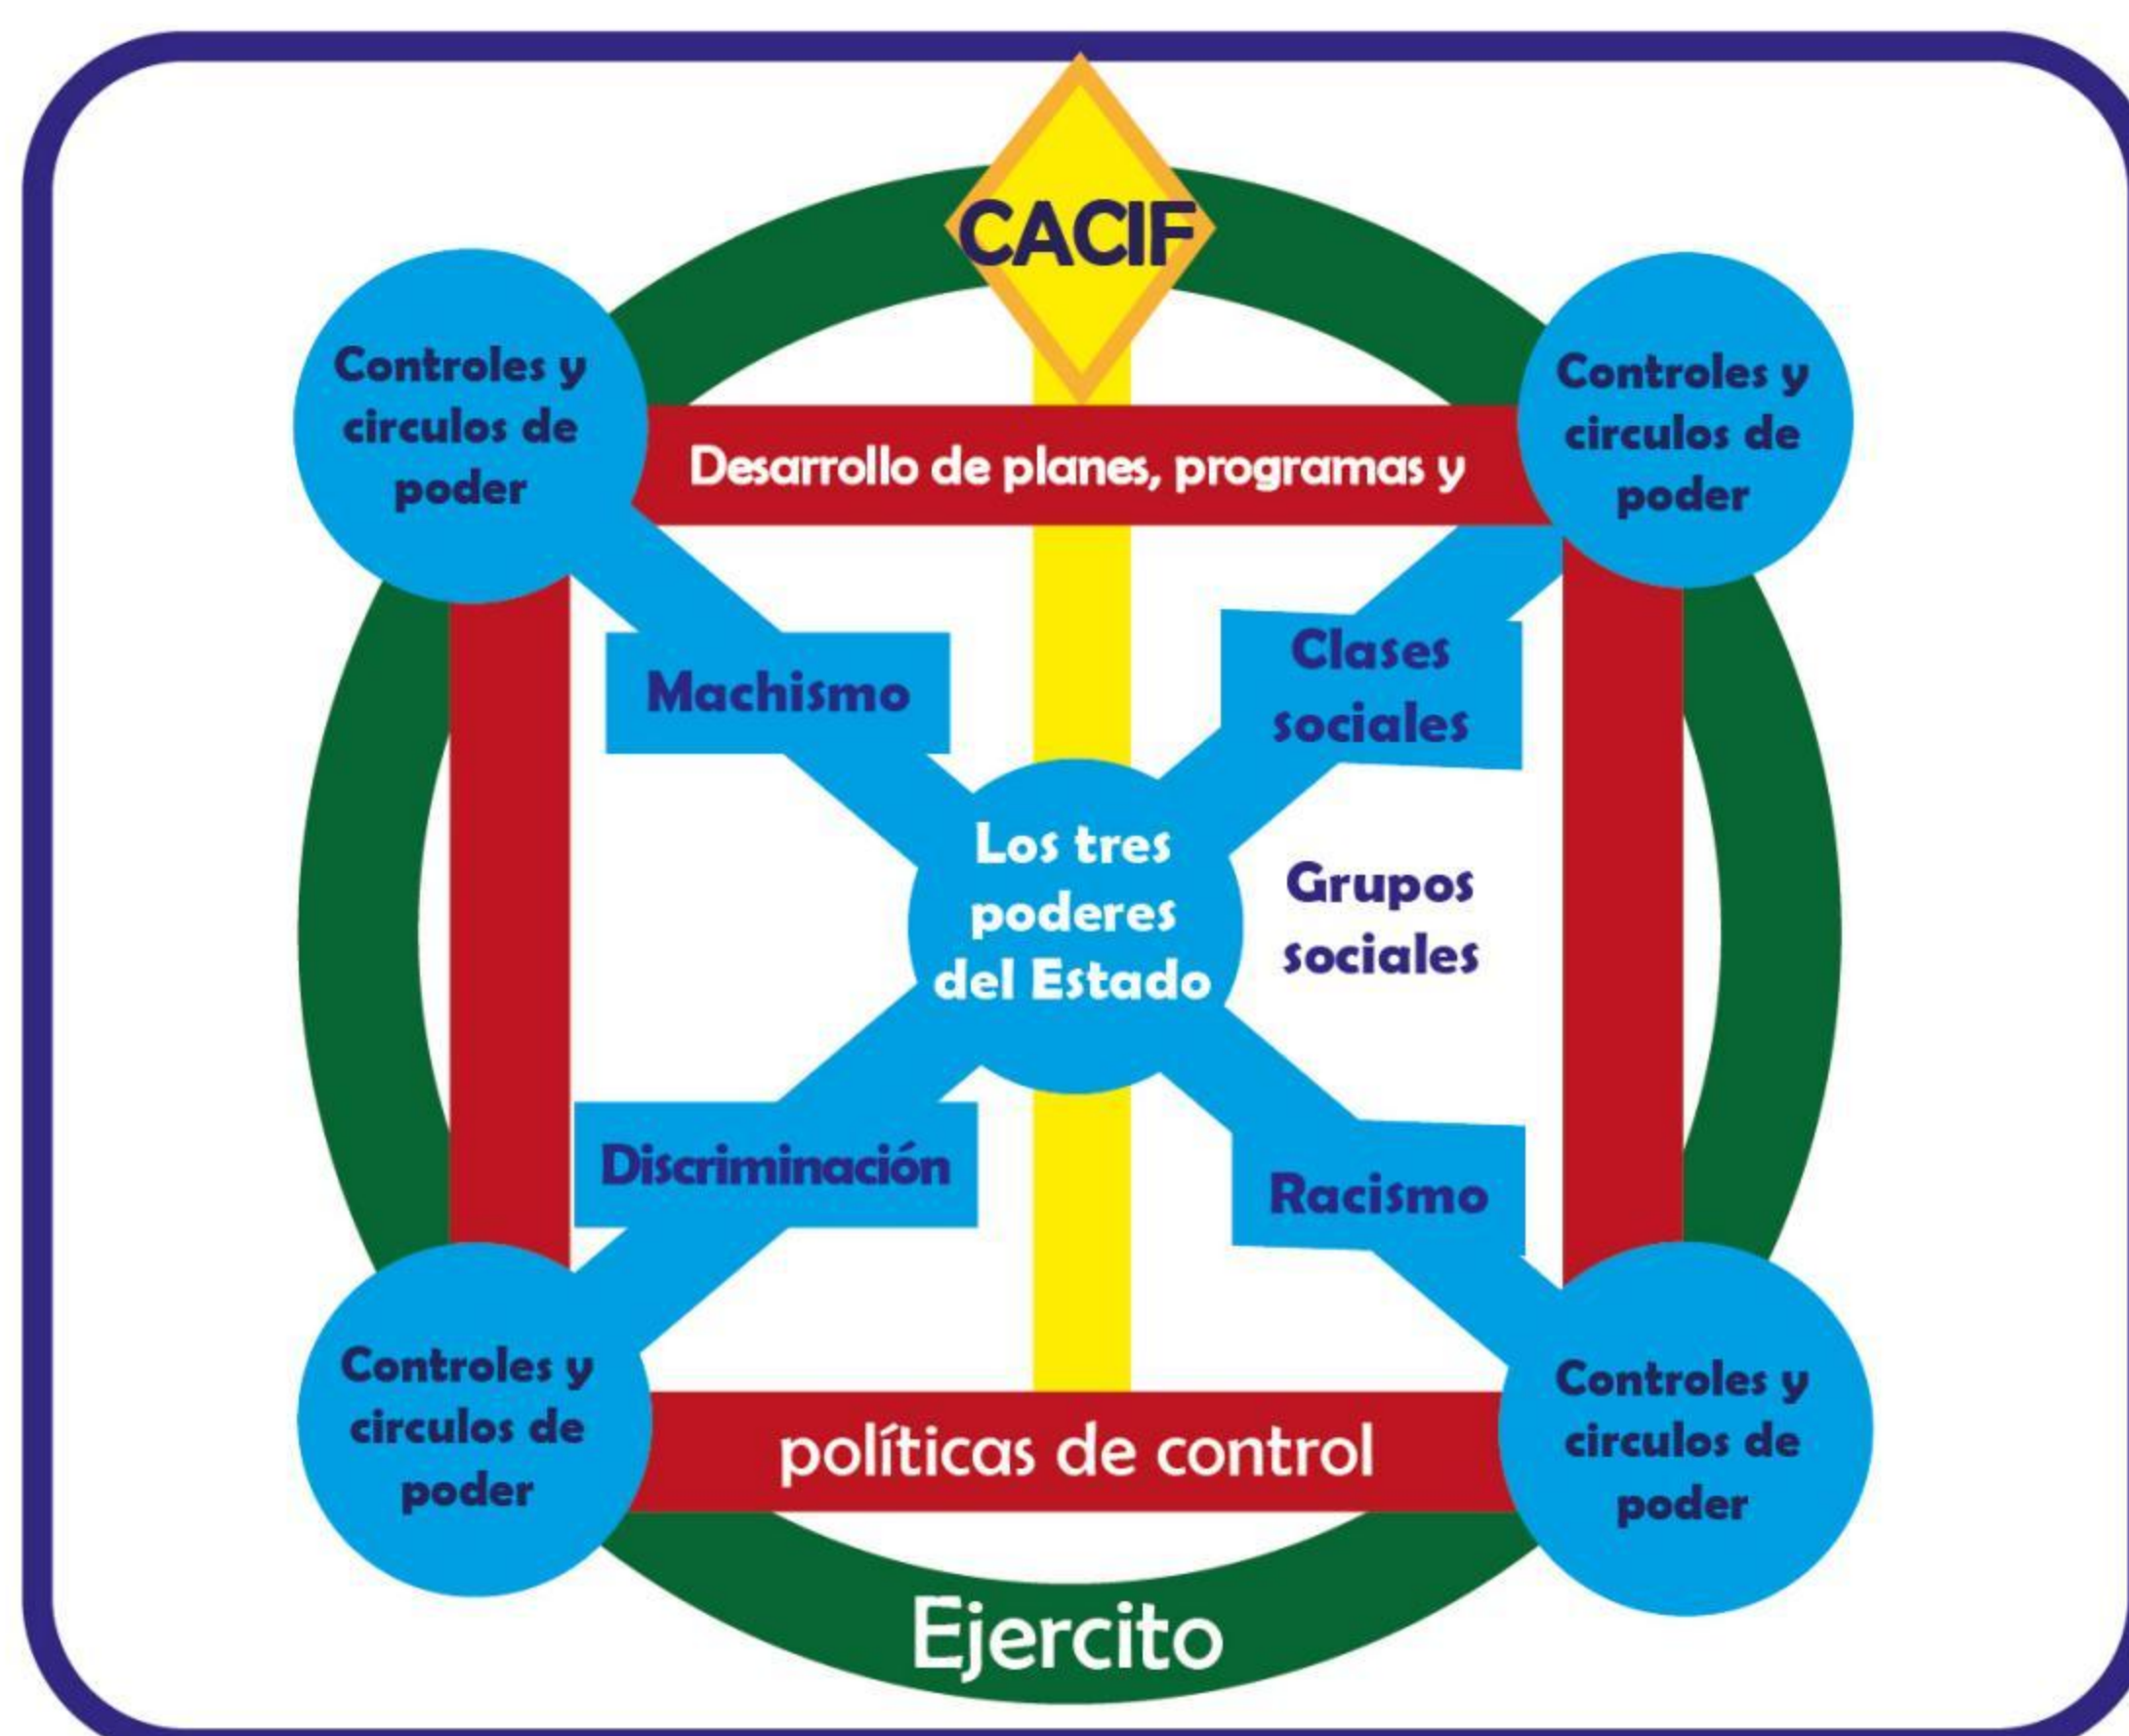 CACIF
Controles y
circulos de
poder
Controles y
circulos de
poder
Desarrollo de planes, programas y
Machismo
Clases
sociales
Los tres
poderes
del Estado
Grupos
sociales
Discriminación
Racismo
Controles y
circulos de
poder
políticas de control
Controles y
circulos de
poder
Ejercito